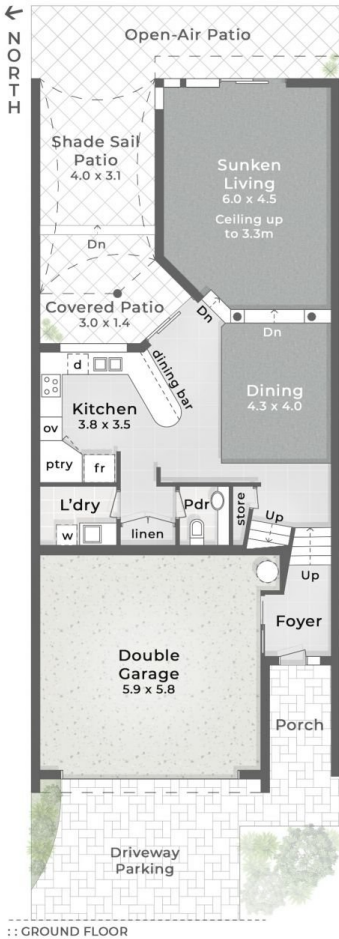 Open-Air Patio
NORTH
Shade Sail
Patio
4.0 x 3.1
Sunken
Living
6.0 x 4.5
Ceiling up
to 3.3m
Dn
Covered Patio
3.0 x 1.4
Dn
Dn
d
dining bar
Dining
4.3 x 4.0
Kitchen
3.8 x 3.5
ov
ptry
fr
L'dry
Pdr
store
Up
w
linen
Up
Foyer
Double
Garage
5.9 x 5.8
Porch
Driveway
Parking
:: GROUND FLOOR